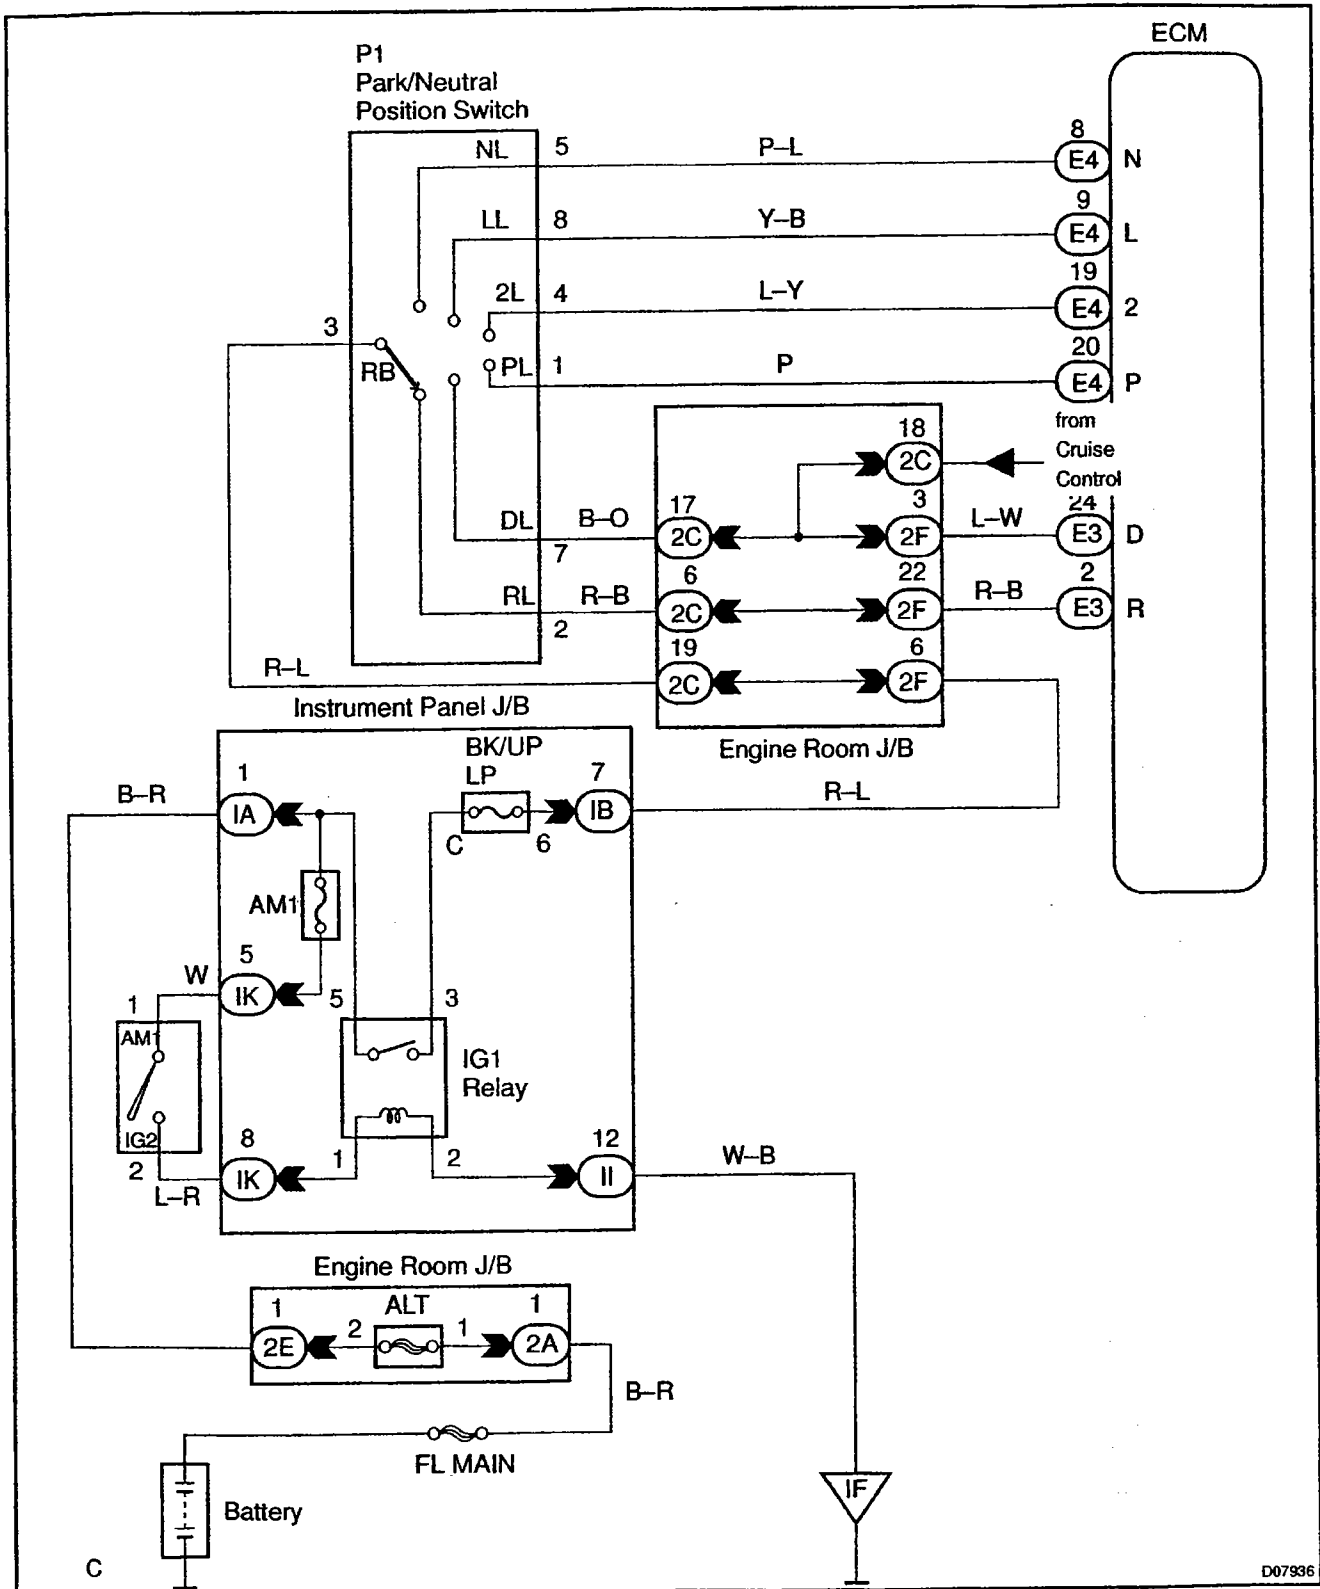 ECM
P1
Park/Neutral
Position Switch
NL 5 P–L 8 E4 N
LL 8 Y–B 9 E4 L
2L 4 L–Y 19 E4 2
3 RB
PL 1 P 20 E4 P
from
Cruise
Control
18 2C
DL 7 B–O 17 2C 3 2F L–W 24 E3 D
RL 2 R–B 6 2C 22 2F R–B 2 E3 R
R–L 19 2C 6 2F
Engine Room J/B
Instrument Panel J/B
BK/UP
LP
B–R 1 IA
C 6 7 IB R–L
AM1
W 5 IK
5 3
1
AM1
IG1
Relay
IG2
2
L–R 8 IK 1 2 12 II W–B
Engine Room J/B
ALT
1 2E 2 1 1 2A
B–R
FL MAIN
Battery
IF
C
D07936